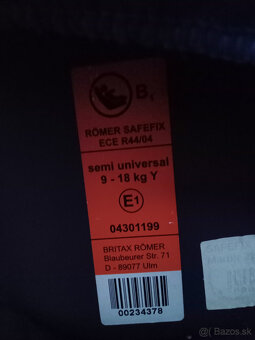 B₁
RÖMER SAFEFIX
ECE R44/04
semi universal
9 - 18 kg Y
E1
04301199
BRITAX RÖMER
Blaubeurer Str. 71
D - 89077 Ulm
00234378
SAFEFIX
Bazos.sk